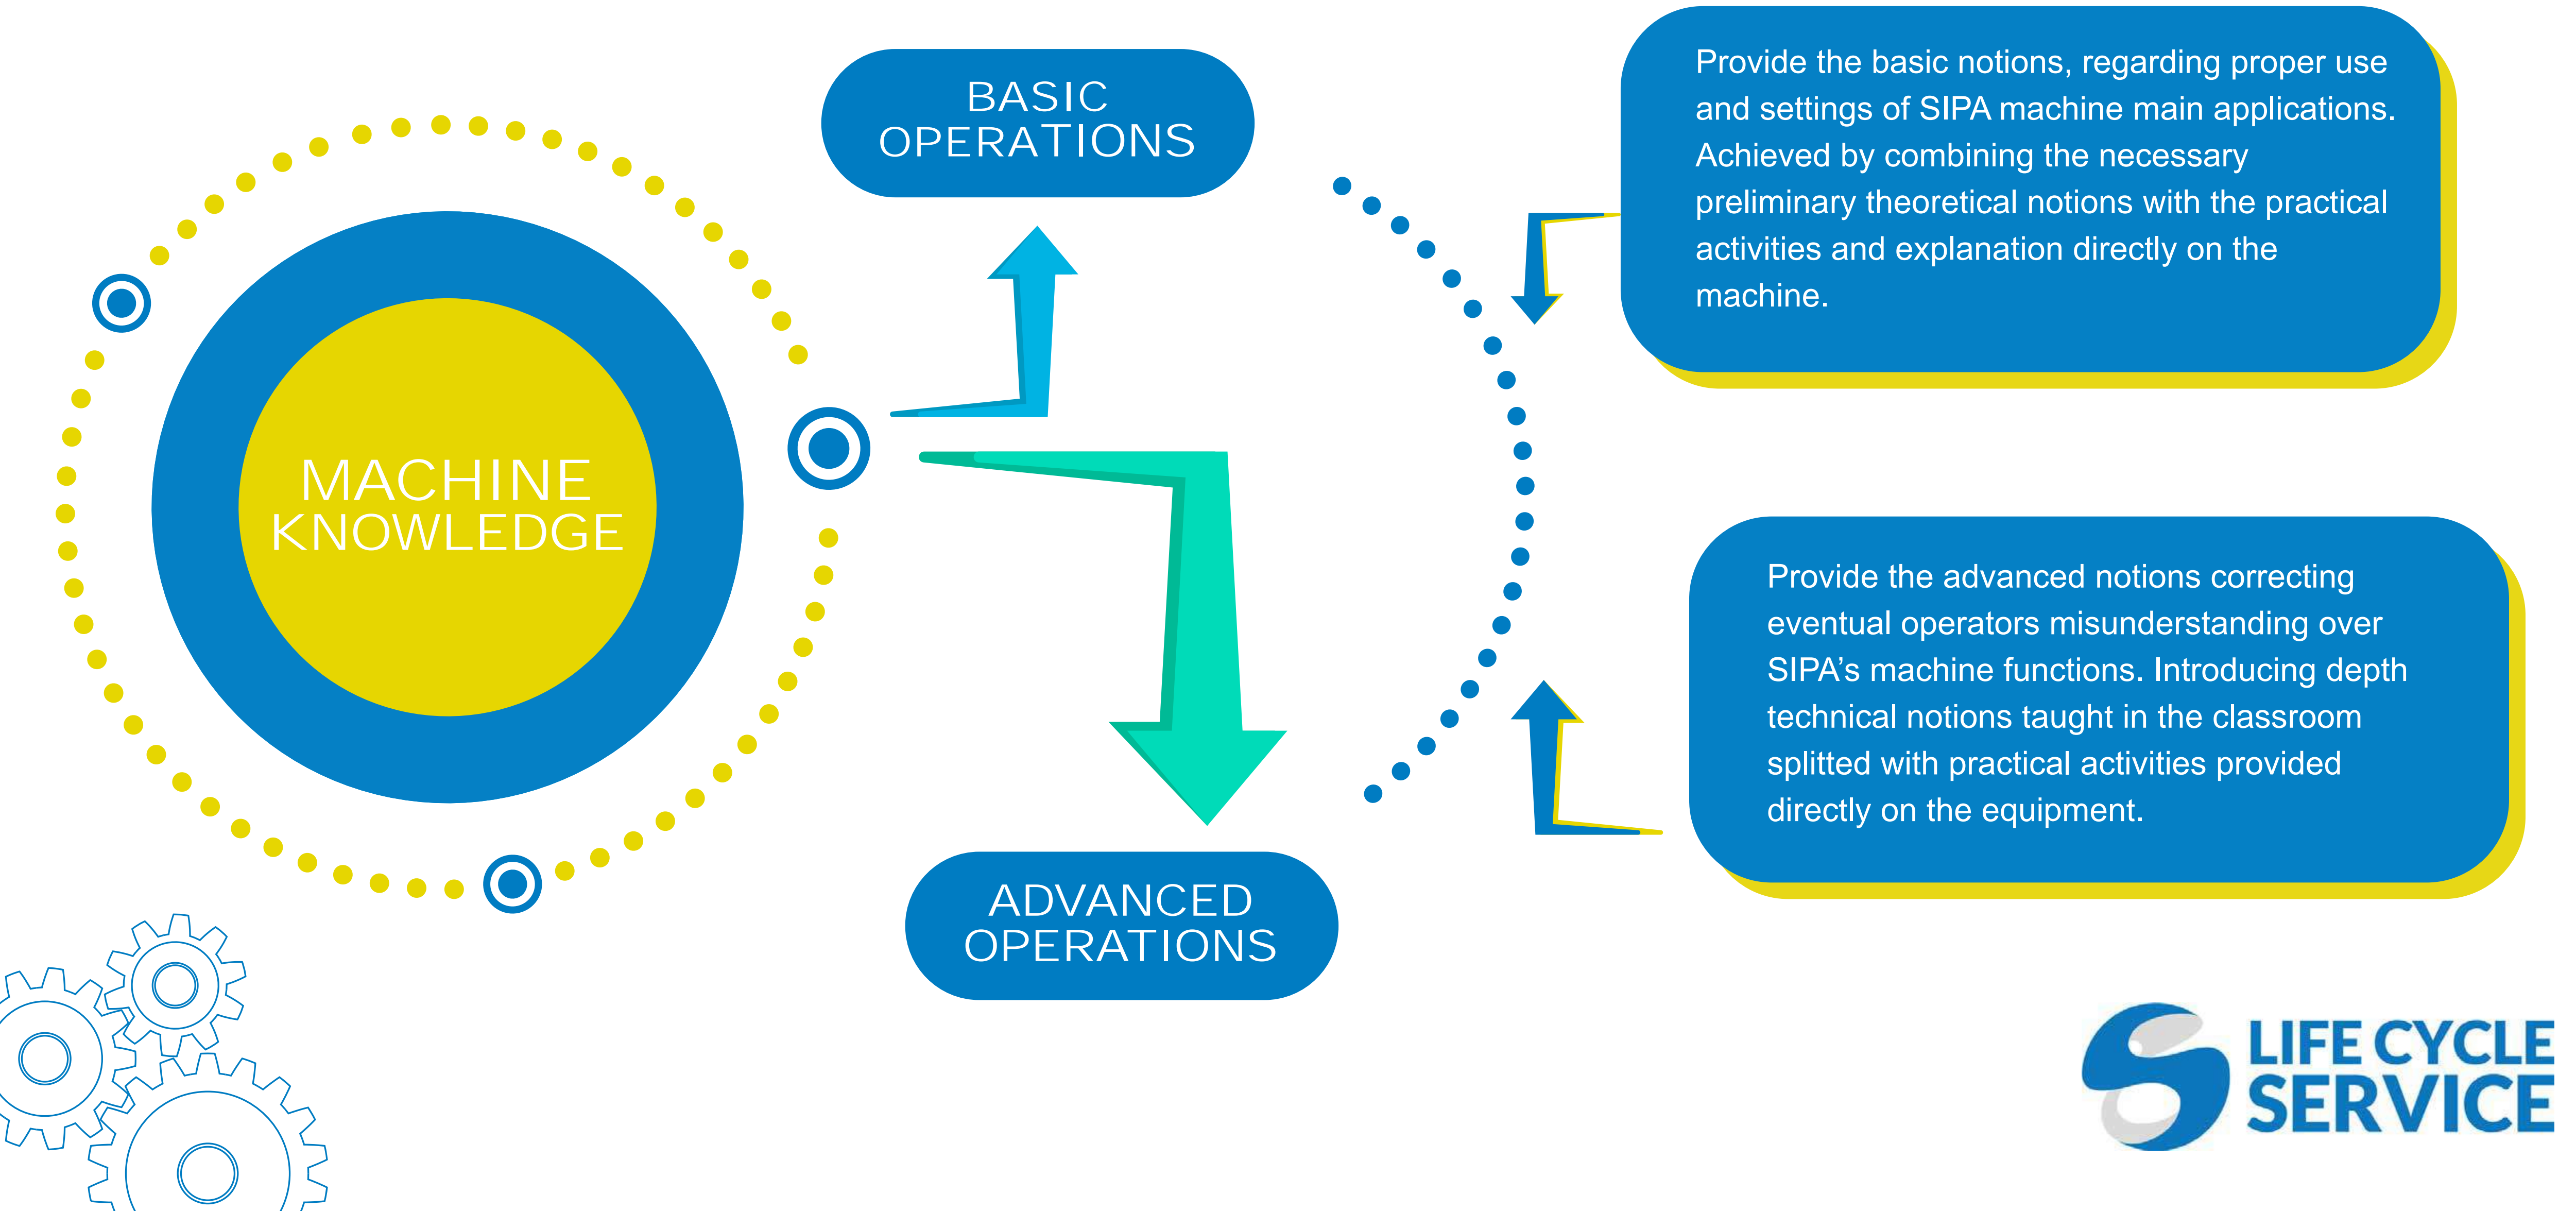 BASIC
OPERATIONS
Provide the basic notions, regarding proper use
and settings of SIPA machine main applications.
Achieved by combining the necessary
preliminary theoretical notions with the practical
activities and explanation directly on the
machine.
MACHINE
KNOWLEDGE
Provide the advanced notions correcting
eventual operators misunderstanding over
SIPA’s machine functions. Introducing depth
technical notions taught in the classroom
splitted with practical activities provided
directly on the equipment.
ADVANCED
OPERATIONS
LIFE CYCLE
SERVICE